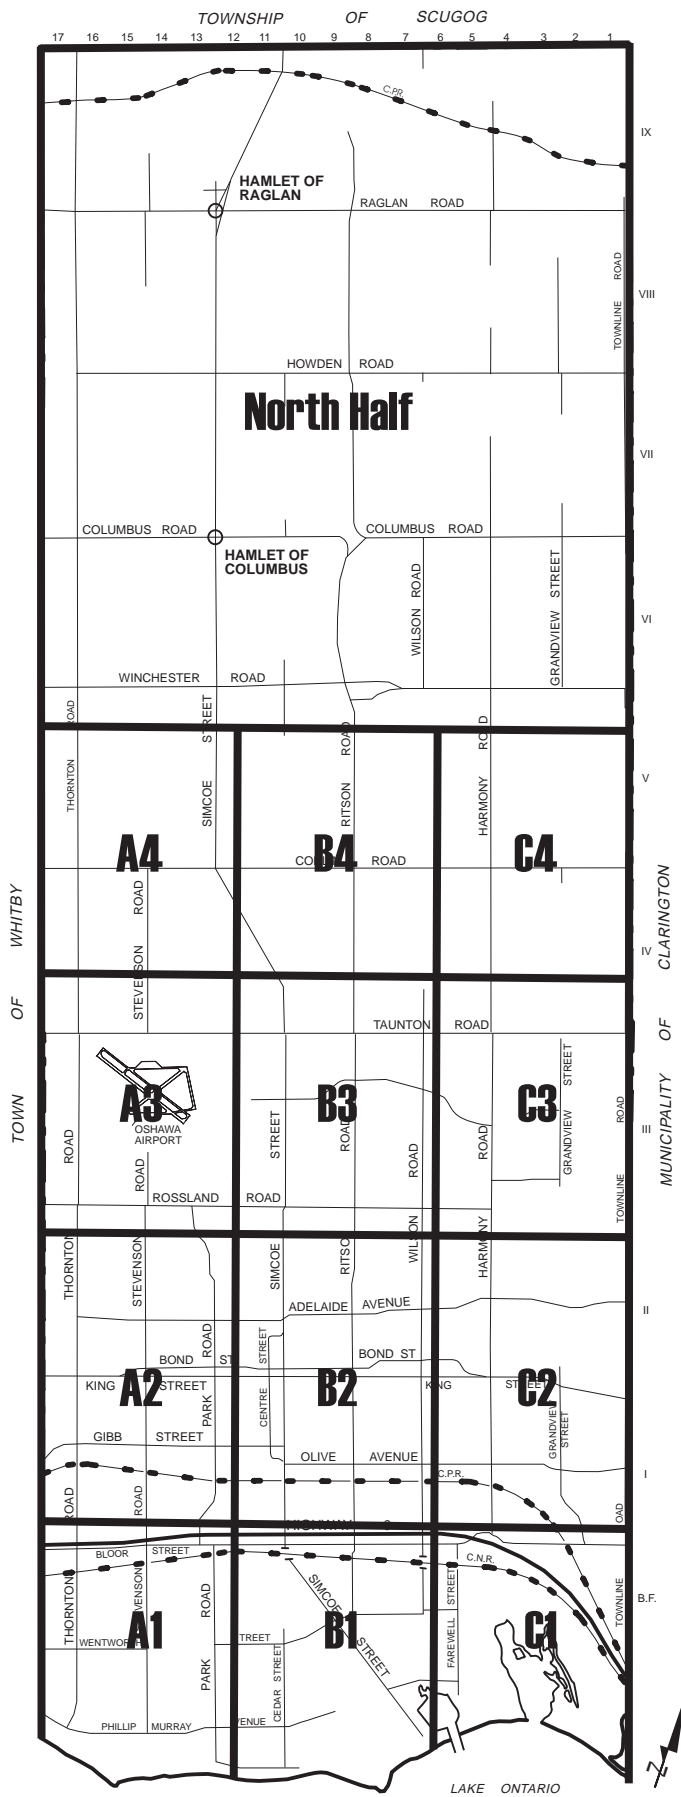 TOWNSHIP OF SCUGOG
17 16 15 14 13 12 11 10 9 8 7 6 5 4 3 2 1
C.P.R.
IX
HAMLET OF
RAGLAN
RAGLAN ROAD
TOWNLINE ROAD
VIII
HOWDEN ROAD
North Half
VII
COLUMBUS ROAD
COLUMBUS ROAD
HAMLET OF
COLUMBUS
WILSON ROAD
GRANDVIEW STREET
VI
WINCHESTER ROAD
THORNTON ROAD
SIMCOE STREET
RITSON ROAD
HARMONY ROAD
V
A4
B4
C4
ROAD
TOWN OF WHITBY
MUNICIPALITY OF CLARINGTON
STEVENSON ROAD
IV
TAUNTON ROAD
A3
B3
C3
OSHAWA
AIRPORT
THORNTON ROAD
STEVENSON ROAD
SIMCOE STREET
ROAD
WILSON ROAD
HARMONY ROAD
GRANDVIEW STREET
TOWNLINE ROAD
III
ROSSLAND ROAD
II
ADELAIDE AVENUE
PARK ROAD
CENTRE STREET
BOND ST
BOND ST
A2
B2
C2
KING STREET
KING STREET
GRANDVIEW
STREET
GIBB STREET
OLIVE AVENUE
C.P.R.
I
ROAD
BLOOR STREET
C.N.R.
THORNTON
PARK ROAD
SIMCOE STREET
FAREWELL STREET
TOWNLINE
B.F.
A1
B1
C1
WENTWORTH
CEDAR STREET
PHILLIP MURRAY
LAKE ONTARIO
N